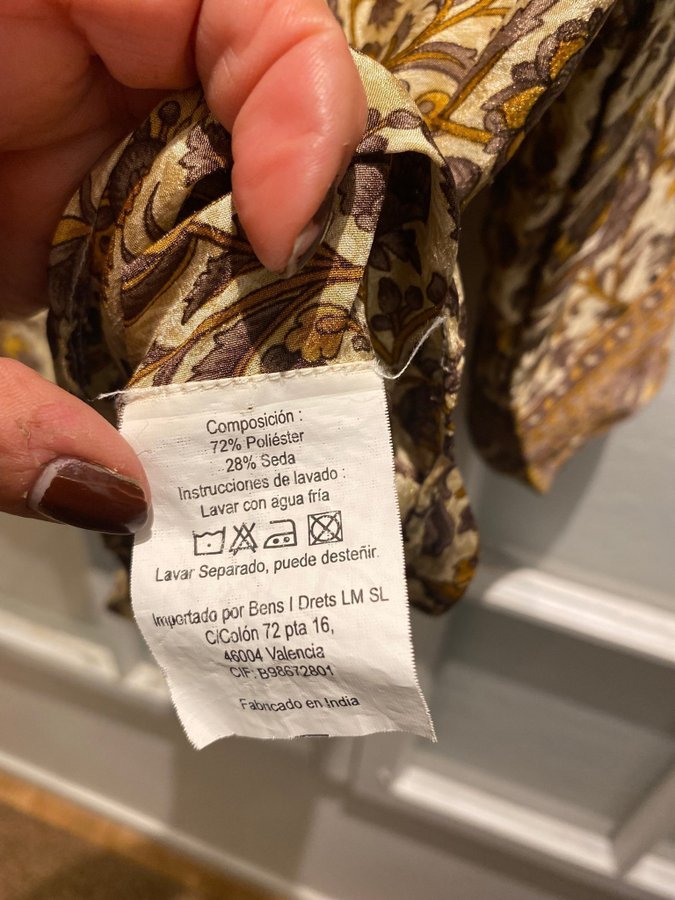 Composición :
72% Poliéster
28% Seda
Instrucciones de lavado :
Lavar con agua fría
Lavar Separado, puede desteñir.
Importado por Bens I Drets LM SL
C/Colón 72 pta 16,
46004 Valencia
CIF: B98672801
Fabricado en India